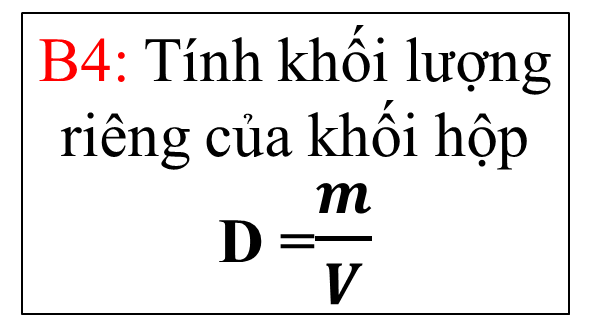 B4: Tính khối lượng
riêng của khối hộp
D = m/V